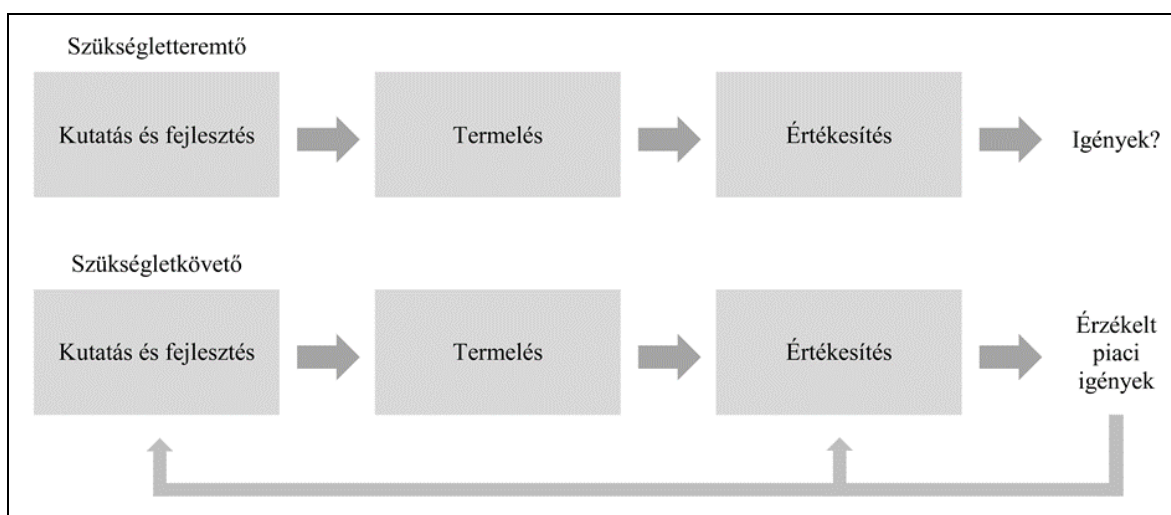 Szükségletteremtő
Kutatás és fejlesztés
Termelés
Értékesítés
Igények?
Szükségletkövető
Kutatás és fejlesztés
Termelés
Értékesítés
Érzékelt
piaci
igények